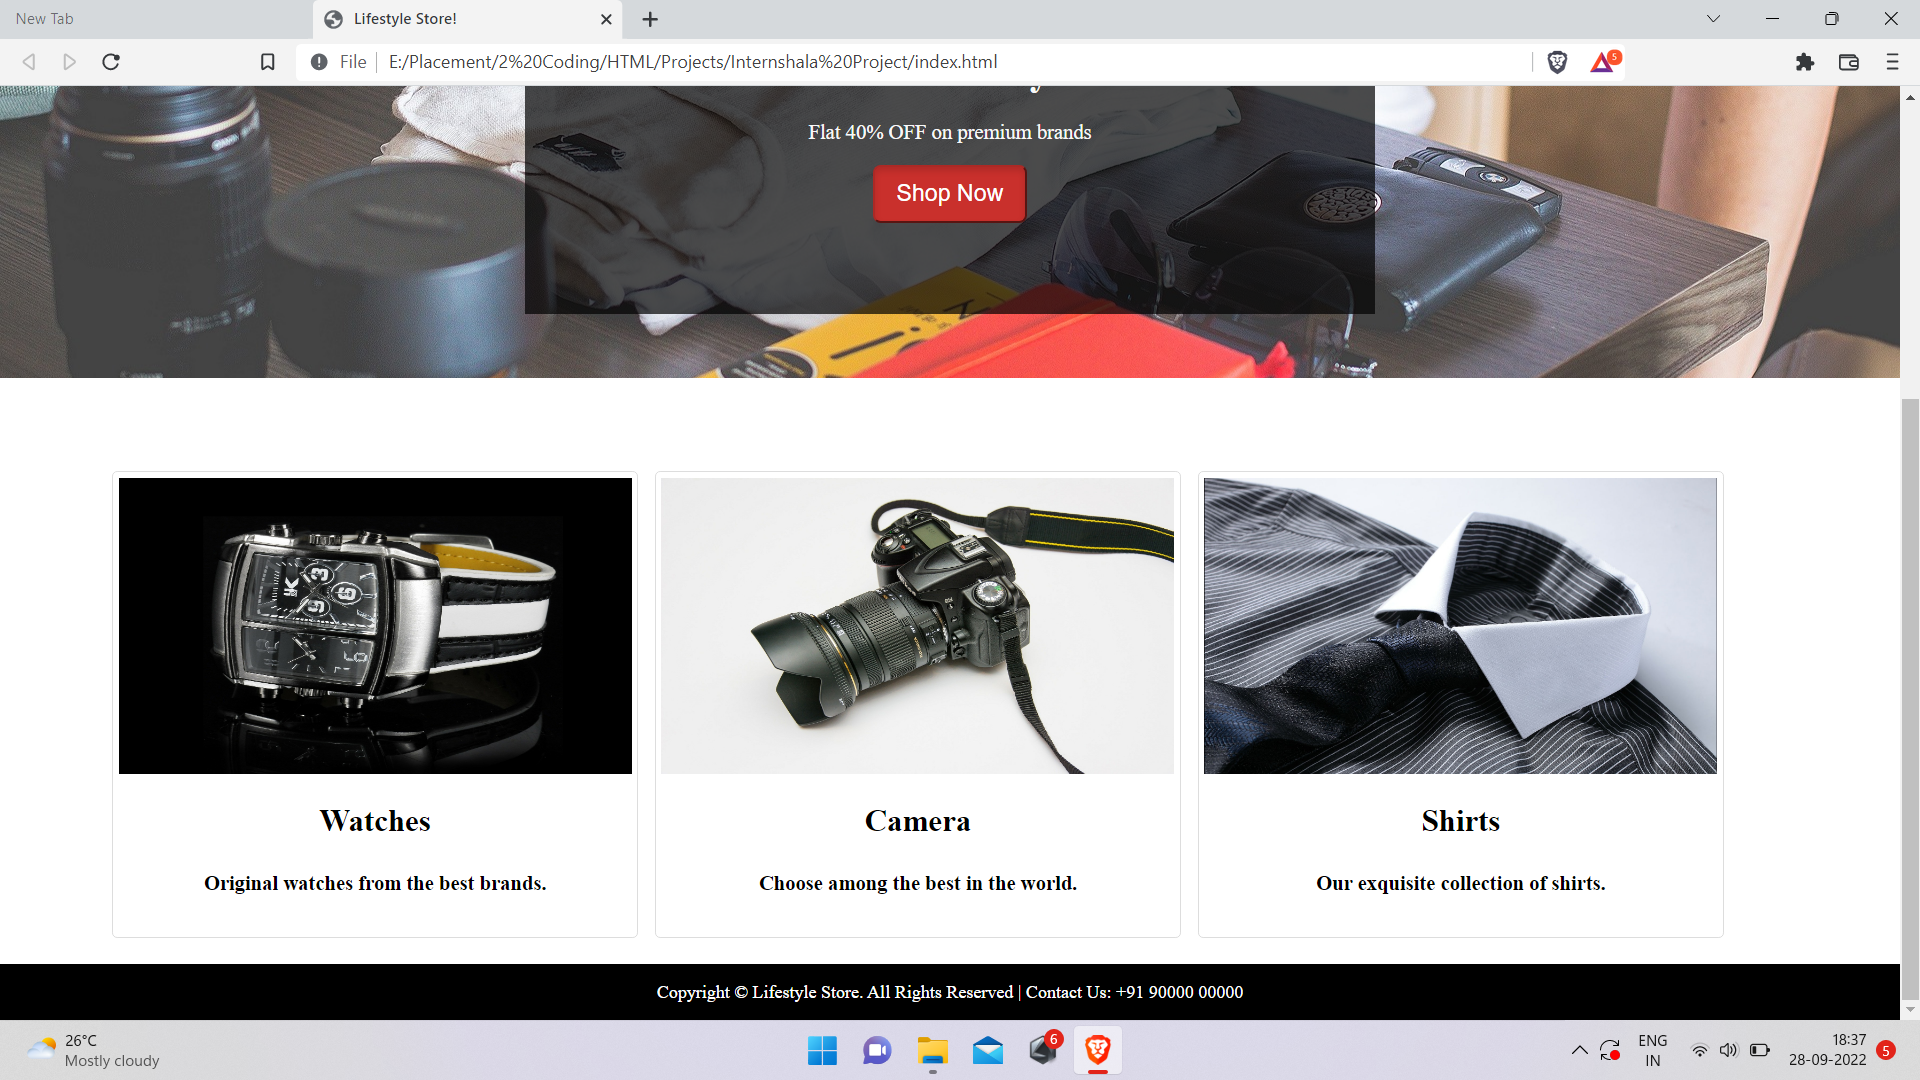 New Tab
Lifestyle Store!
File
E:/Placement/2%20Coding/HTML/Projects/Internshala%20Project/index.html
5
Flat 40% OFF on premium brands
Shop Now
Watches
Camera
Shirts
Original watches from the best brands.
Choose among the best in the world.
Our exquisite collection of shirts.
Copyright © Lifestyle Store. All Rights Reserved | Contact Us: +91 90000 00000
26°C
Mostly cloudy
6
ENG
IN
18:37
28-09-2022
5